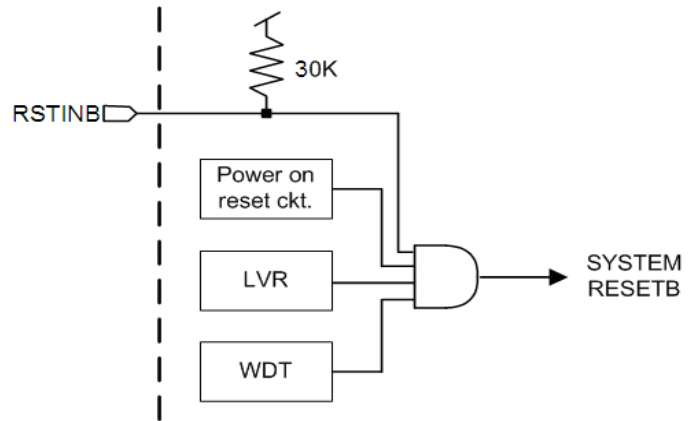 30K
RSTINB
Power on
reset ckt.
LVR
SYSTEM
RESETB
WDT